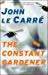 JOHN LE CARRÉ
THE CONSTANT
GARDENER